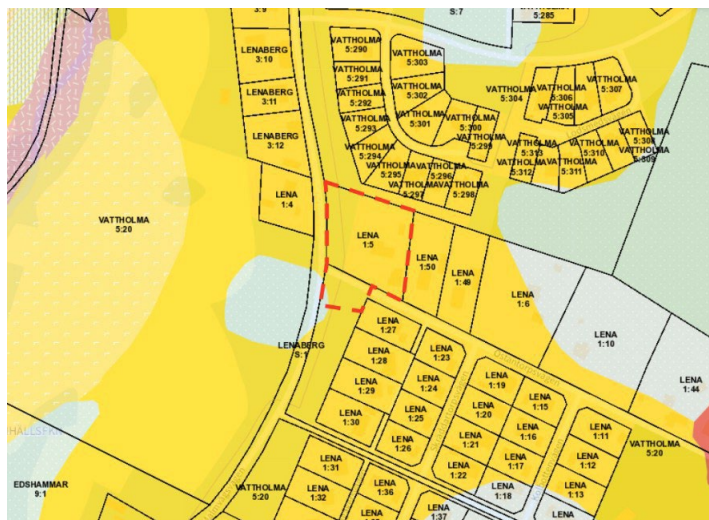 3:9
S:7
5:285
LENABERG
3:10
VATTHOLMA
5:290
VATTHOLMA
5:303
LENABERG
3:11
VATTHOLMA
5:291
VATTHOLMA
5:292
VATTHOLMA
5:302
VATTHOLMA
5:304
VATTHOLMA
5:306
VATTHOLMA
5:307
VATTHOLMA
5:305
LENABERG
3:12
VATTHOLMA
5:293
VATTHOLMA
5:301
VATTHOLMA
5:300
VATTHOLMA
5:299
VATTHOLMA
5:294
VATTHOLMA
5:295
VATTHOLMA
5:296
VATTHOLMA
5:297
VATTHOLMA
5:298
VATTHOLMA
5:313
VATTHOLMA
5:312
VATTHOLMA
5:311
VATTHOLMA
5:310
VATTHOLMA
5:308
VATTHOLMA
5:309
LENA
1:4
VATTHOLMA
5:20
LENA
1:5
LENA
1:50
LENA
1:49
LENA
1:6
LENA
1:10
LENA
1:44
LENABERG
S:1
LENA
1:27
LENA
1:28
LENA
1:29
LENA
1:30
LENA
1:23
LENA
1:24
LENA
1:25
LENA
1:26
LENA
1:19
LENA
1:20
LENA
1:21
LENA
1:22
LENA
1:15
LENA
1:16
LENA
1:17
LENA
1:18
LENA
1:11
LENA
1:12
LENA
1:13
LENA
VATTHOLMA
5:20
EDSHAMMAR
9:1
VATTHOLMA
5:20
LENA
1:31
LENA
1:32
LENA
1:36
LENA
1:37